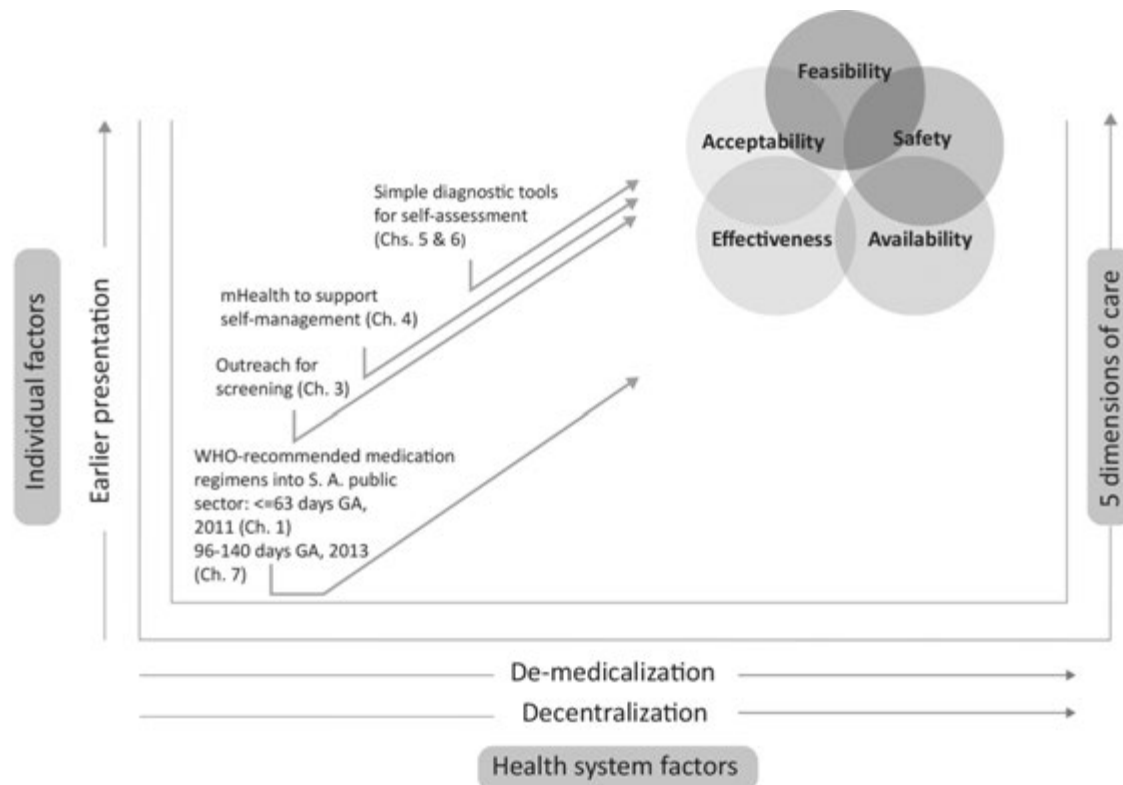 Feasibility
Acceptability
Safety
Effectiveness
Availability
Simple diagnostic tools
for self-assessment
(Chs. 5 & 6)
mHealth to support
self-management (Ch. 4)
Outreach for
screening (Ch. 3)
WHO-recommended medication
regimens into S. A. public
sector: <=63 days GA,
2011 (Ch. 1)
96-140 days GA, 2013
(Ch. 7)
Individual factors
Earlier presentation
5 dimensions of care
De-medicalization
Decentralization
Health system factors